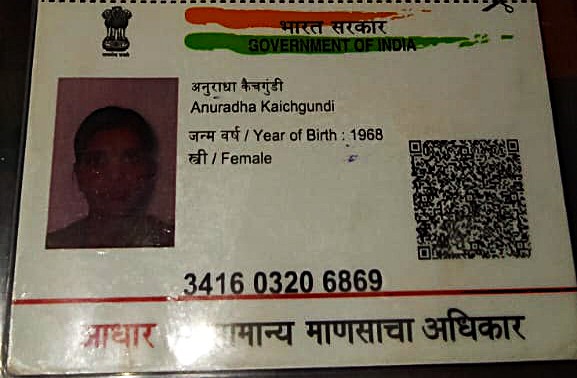 भारत सरकार
GOVERNMENT OF INDIA
अनुराधा कैचगुंडी
Anuradha Kaichgundi
जन्म वर्ष / Year of Birth : 1968
स्त्री / Female
3416 0320 6869
आधार सामान्य माणसाचा अधिकार